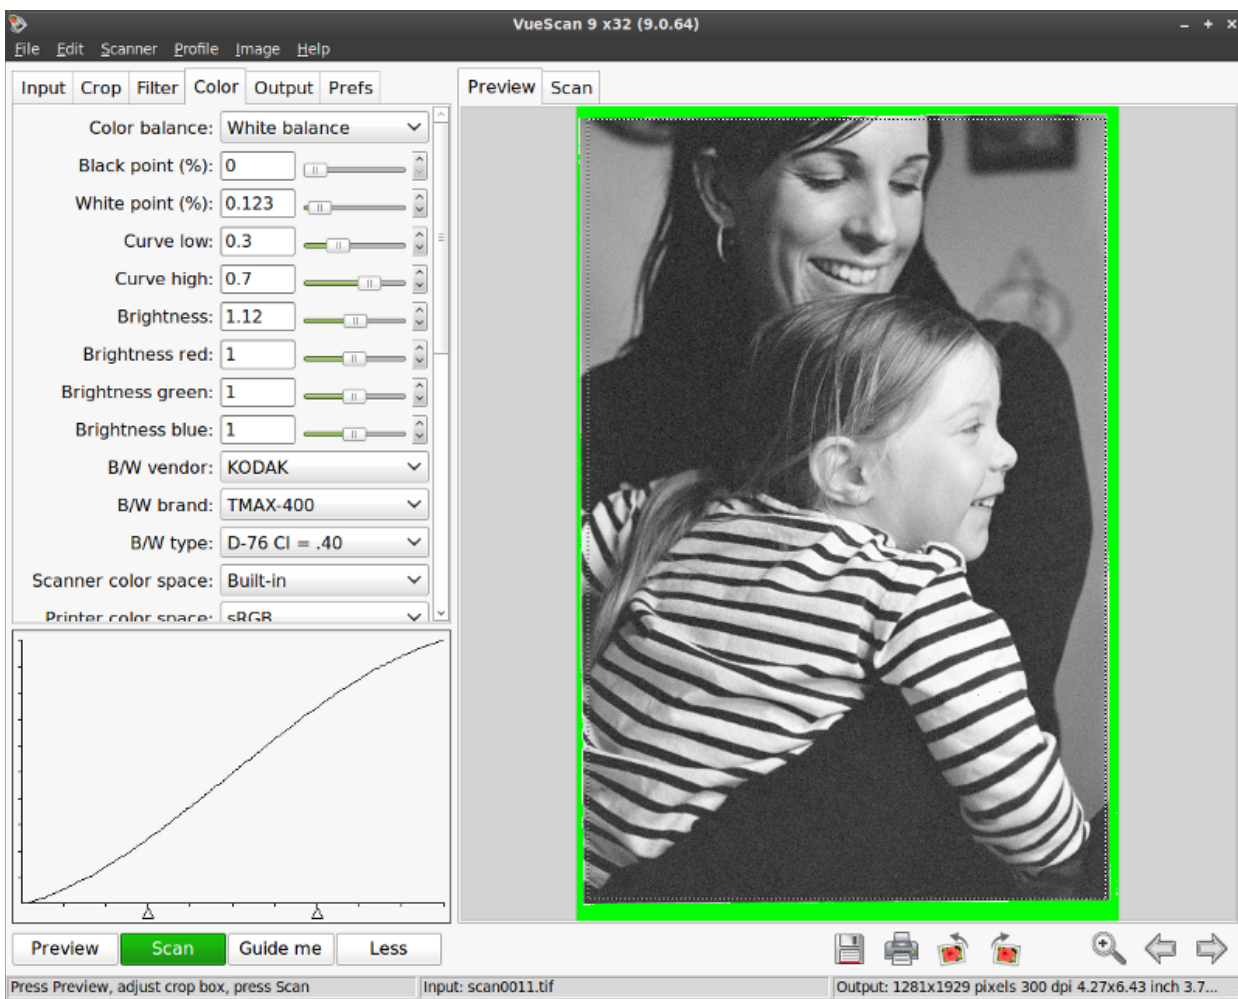 VueScan 9 x32 (9.0.64)
File Edit Scanner Profile Image Help
Input Crop Filter Color Output Prefs
Preview Scan
Color balance: White balance
Black point (%): 0
White point (%): 0.123
Curve low: 0.3
Curve high: 0.7
Brightness: 1.12
Brightness red: 1
Brightness green: 1
Brightness blue: 1
B/W vendor: KODAK
B/W brand: TMAX-400
B/W type: D-76 CI = .40
Scanner color space: Built-in
Printer color space: sRGB
Preview Scan Guide me Less
Press Preview, adjust crop box, press Scan
Input: scan0011.tif
Output: 1281x1929 pixels 300 dpi 4.27x6.43 inch 3.7...